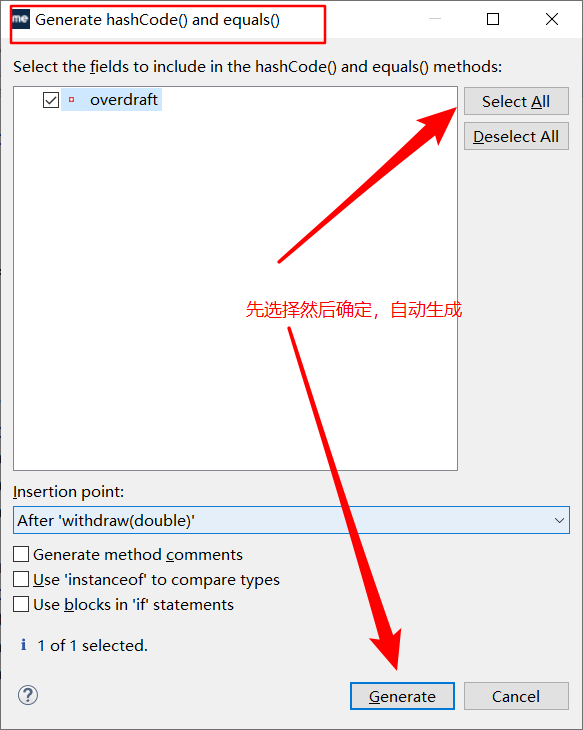 me Generate hashCode() and equals()
Select the fields to include in the hashCode() and equals() methods:
overdraft
Select All
Deselect All
先选择然后确定，自动生成
Insertion point:
After 'withdraw(double)'
Generate method comments
Use 'instanceof' to compare types
Use blocks in 'if' statements
i 1 of 1 selected.
?
Generate
Cancel